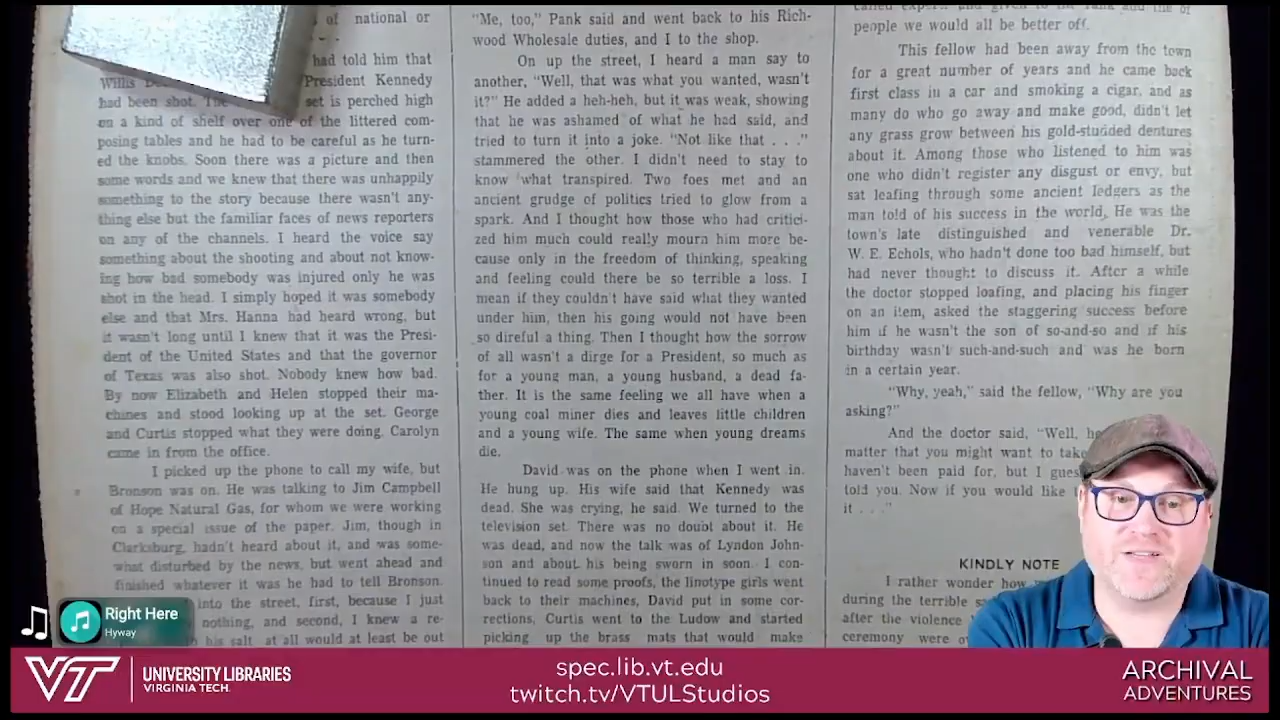 of national or
had told him that
Willis President Kennedy
had been shot. The set is perched high
on a kind of shelf over one of the littered com-
posing tables and he had to be careful as he turn-
ed the knobs. Soon there was a picture and then
some words and we knew that there was unhappily
something to the story because there wasn't any-
thing else but the familiar faces of news reporters
on any of the channels. I heard the voice say
something about the shooting and about not know-
ing how bad somebody was injured only he was
shot in the head. I simply hoped it was somebody
else and that Mrs. Hanna had heard wrong, but
it wasn't long until I knew that it was the Presi-
dent of the United States and that the governor
of Texas was also shot. Nobody knew how bad.
By now Elizabeth and Helen stopped their ma-
chines and stood looking up at the set. George
and Curtis stopped what they were doing. Carolyn
came in from the office.
I picked up the phone to call my wife, but
Bronson was on. He was talking to Jim Campbell
of Hope Natural Gas, for whom we were working
on a special issue of the paper. Jim, though in
Clarksburg, hadn't heard about it, and was some-
what disturbed by the news, but went ahead and
finished whatever it was he had to tell Bronson.
into the street, first, because I just
nothing, and second, I knew a re-
his salt at all would at least be out
"Me, too," Pank said and went back to his Rich-
wood Wholesale duties, and I to the shop.
On up the street, I heard a man say to
another, "Well, that was what you wanted, wasn't
it?" He added a heh-heh, but it was weak, showing
that he was ashamed of what he had said, and
tried to turn it into a joke. "Not like that . . ."
stammered the other. I didn't need to stay to
know what transpired. Two foes met and an
ancient grudge of politics tried to glow from a
spark. And I thought how those who had critici-
zed him much could really mourn him more be-
cause only in the freedom of thinking, speaking
and feeling could there be so terrible a loss. I
mean if they couldn't have said what they wanted
under him, then his going would not have been
so direful a thing. Then I thought how the sorrow
of all wasn't a dirge for a President, so much as
for a young man, a young husband, a dead fa-
ther. It is the same feeling we all have when a
young coal miner dies and leaves little children
and a young wife. The same when young dreams
die.
David was on the phone when I went in.
He hung up. His wife said that Kennedy was
dead. She was crying, he said. We turned to the
television set. There was no doubt about it. He
was dead, and now the talk was of Lyndon John-
son and about his being sworn in soon. I con-
tinued to read some proofs, the linotype girls went
back to their machines, David put in some cor-
rections, Curtis went to the Ludow and started
picking up the brass mats that would make
people we would all be better off.
This fellow had been away from the town
for a great number of years and he came back
first class in a car and smoking a cigar, and as
many do who go away and make good, didn't let
any grass grow between his gold-studded dentures
about it. Among those who listened to him was
one who didn't register any disgust or envy, but
sat leafing through some ancient ledgers as the
man told of his success in the world. He was the
town's late distinguished and venerable Dr.
W. E. Echols, who hadn't done too bad himself, but
had never thought to discuss it. After a while
the doctor stopped loafing, and placing his finger
on an item, asked the staggering success before
him if he wasn't the son of so-and-so and if his
birthday wasn't such-and-such and was he born
in a certain year.
"Why, yeah," said the fellow, "Why are you
asking?"
And the doctor said, "Well,
matter that you might want to take
haven't been paid for, but I
told you. Now if you would like
it . . ."
KINDLY NOTE
I rather wonder how
during the terrible
after the violence
ceremony were
Right Here
Hyway
VT UNIVERSITY LIBRARIES
VIRGINIA TECH.
spec.lib.vt.edu
twitch.tv/VTULStudios
ARCHIVAL
ADVENTURES